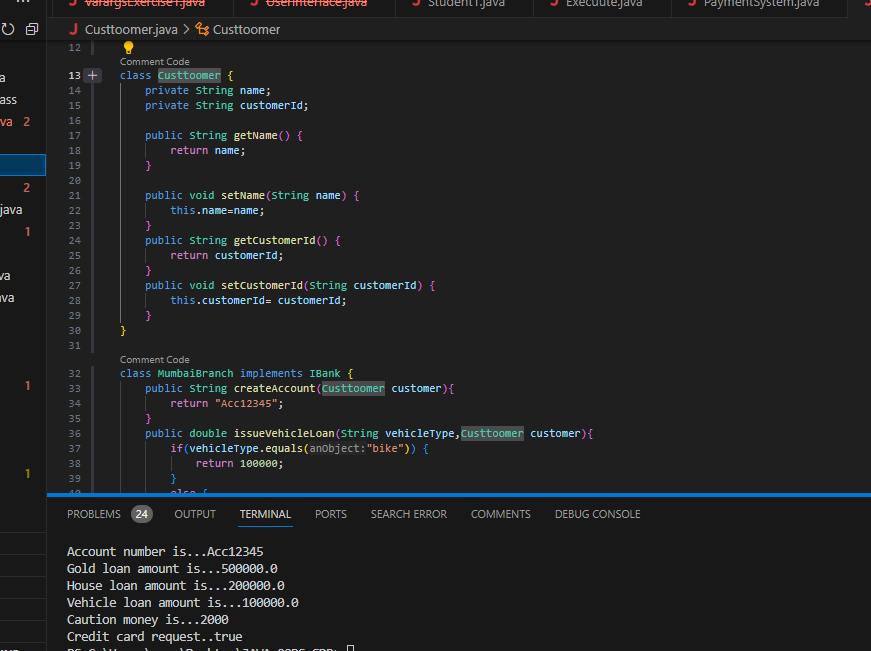 VarargsExercise1.java UserInterface.java Student1.java Execuute.java PaymentSystem.java
Custtoomer.java > Custtoomer
12
Comment Code
13 class Custtoomer {
14 private String name;
15 private String customerId;
16
17 public String getName() {
18 return name;
19 }
20
21 public void setName(String name) {
22 this.name=name;
23 }
24 public String getCustomerId() {
25 return customerId;
26 }
27 public void setCustomerId(String customerId) {
28 this.customerId= customerId;
29 }
30 }
31
Comment Code
32 class MumbaiBranch implements IBank {
33 public String createAccount(Custtoomer customer){
34 return "Acc12345";
35 }
36 public double issueVehicleLoan(String vehicleType,Custtoomer customer){
37 if(vehicleType.equals(anObject:"bike")) {
38 return 100000;
39 }
40 else {
a
ass
va 2
2
java
1
va
ava
1
1
PROBLEMS 24 OUTPUT TERMINAL PORTS SEARCH ERROR COMMENTS DEBUG CONSOLE
Account number is...Acc12345
Gold loan amount is...500000.0
House loan amount is...200000.0
Vehicle loan amount is...100000.0
Caution money is...2000
Credit card request..true